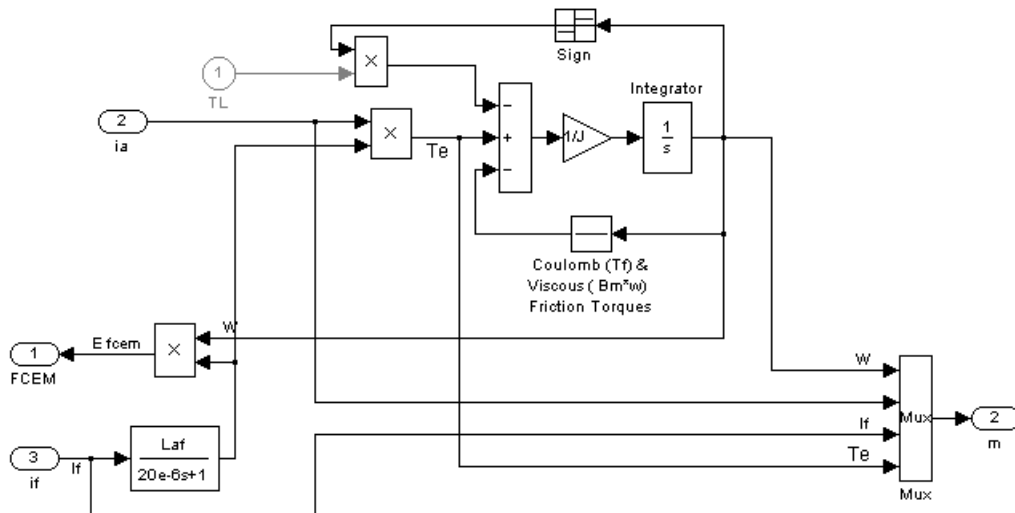 Sign
1
TL
×
2
ia
×
Te
−
+
−
1/J
Integrator
1
s
Coulomb (Tf) &
Viscous ( Bm*w)
Friction Torques
1
FCEM
E fcem
×
W
3
if
If
Laf
20e-6s+1
W
If
Te
Mux
Mux
2
m